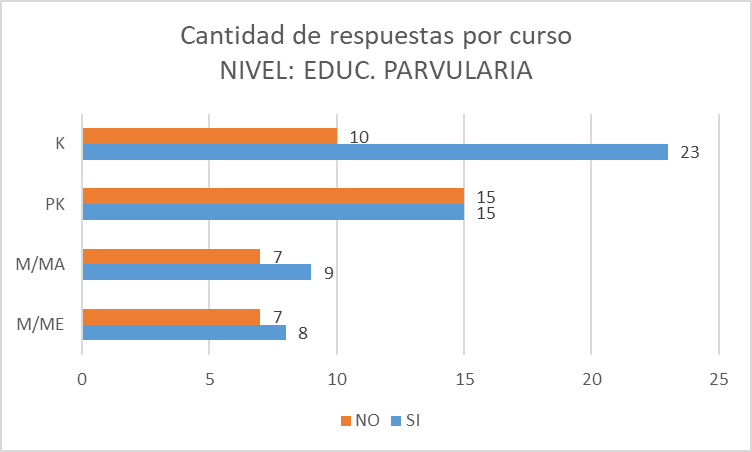 Cantidad de respuestas por curso
NIVEL: EDUC. PARVULARIA
K
10
23
PK
15
15
M/MA
7
9
M/ME
7
8
0 5 10 15 20 25
NO SI